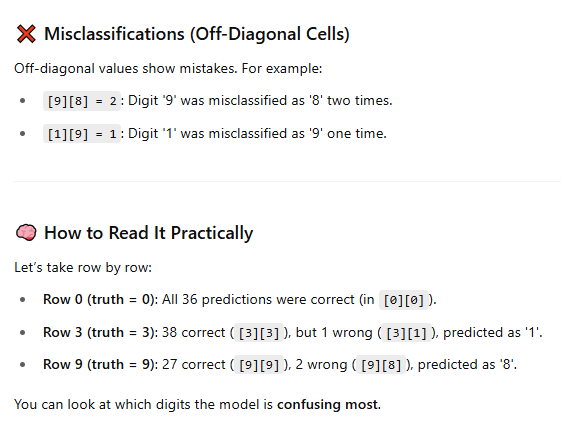 ❌ Misclassifications (Off-Diagonal Cells)
Off-diagonal values show mistakes. For example:
• [9][8] = 2: Digit '9' was misclassified as '8' two times.
• [1][9] = 1: Digit '1' was misclassified as '9' one time.
🧠 How to Read It Practically
Let's take row by row:
• Row 0 (truth = 0): All 36 predictions were correct (in [0][0]).
• Row 3 (truth = 3): 38 correct ([3][3]), but 1 wrong ([3][1]), predicted as '1'.
• Row 9 (truth = 9): 27 correct ([9][9]), 2 wrong ([9][8]), predicted as '8'.
You can look at which digits the model is confusing most.